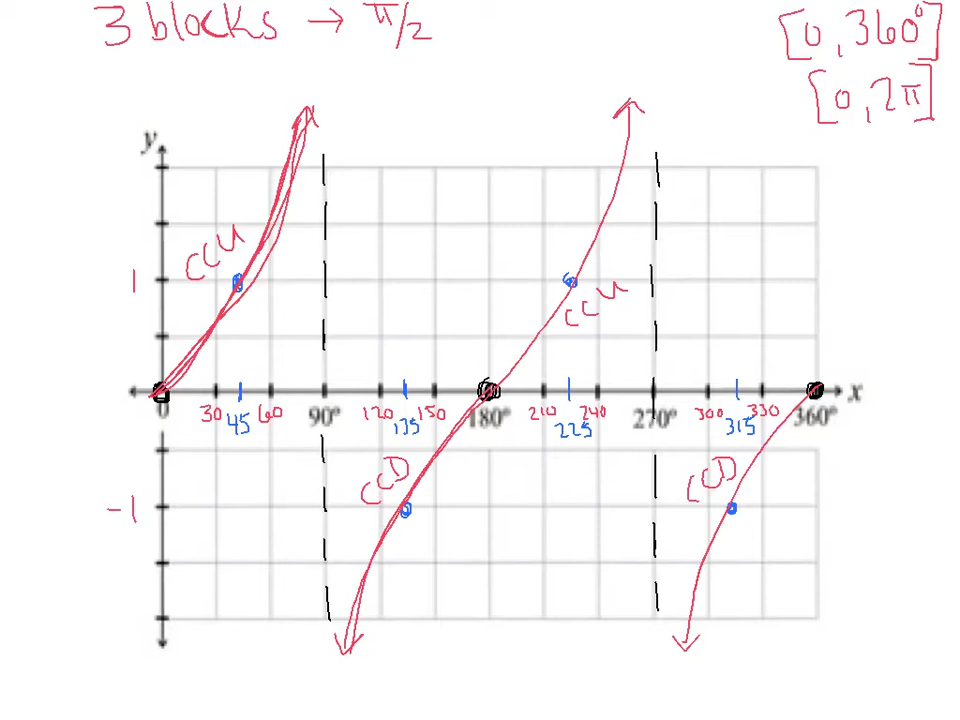 3 blocks → π/2
[0,360°]
[0,2π]
y
CCU
1
CCU
x
0 30 45 60 90° 120 135 150 180° 210 225 240 270° 300 315 330 360°
CCD
CCD
-1